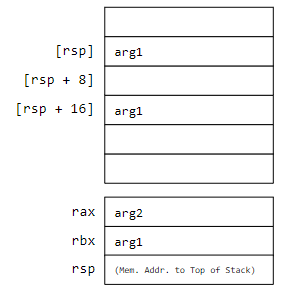 [rsp] arg1
[rsp + 8]
[rsp + 16] arg1
rax arg2
rbx arg1
rsp (Mem. Addr. to Top of Stack)